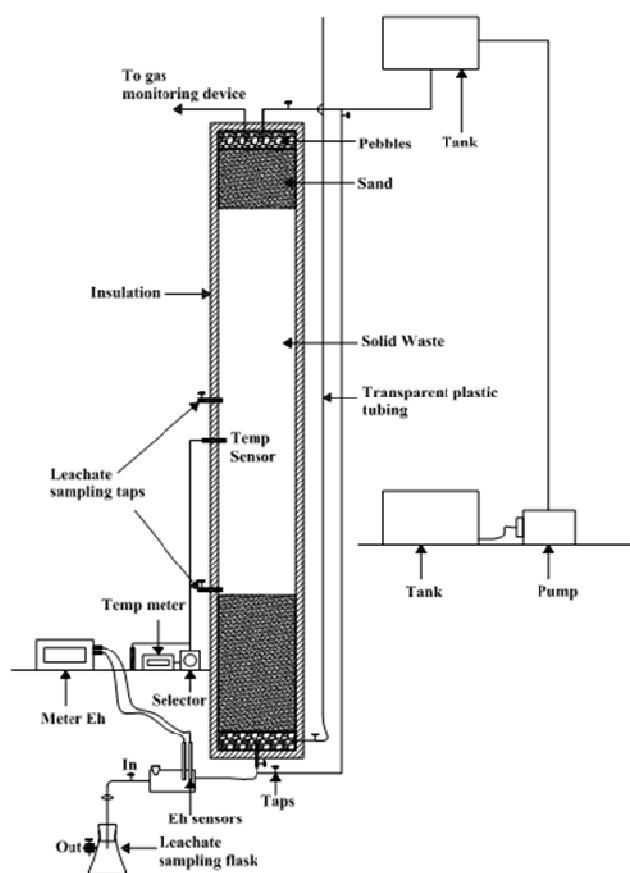 To gas
monitoring device
Tank
Pebbles
Sand
Insulation
Solid Waste
Transparent plastic
tubing
Temp
Sensor
Leachate
sampling taps
Tank
Pump
Temp meter
Selector
Meter Eh
In
Eh sensors
Taps
Out
Leachate
sampling flask